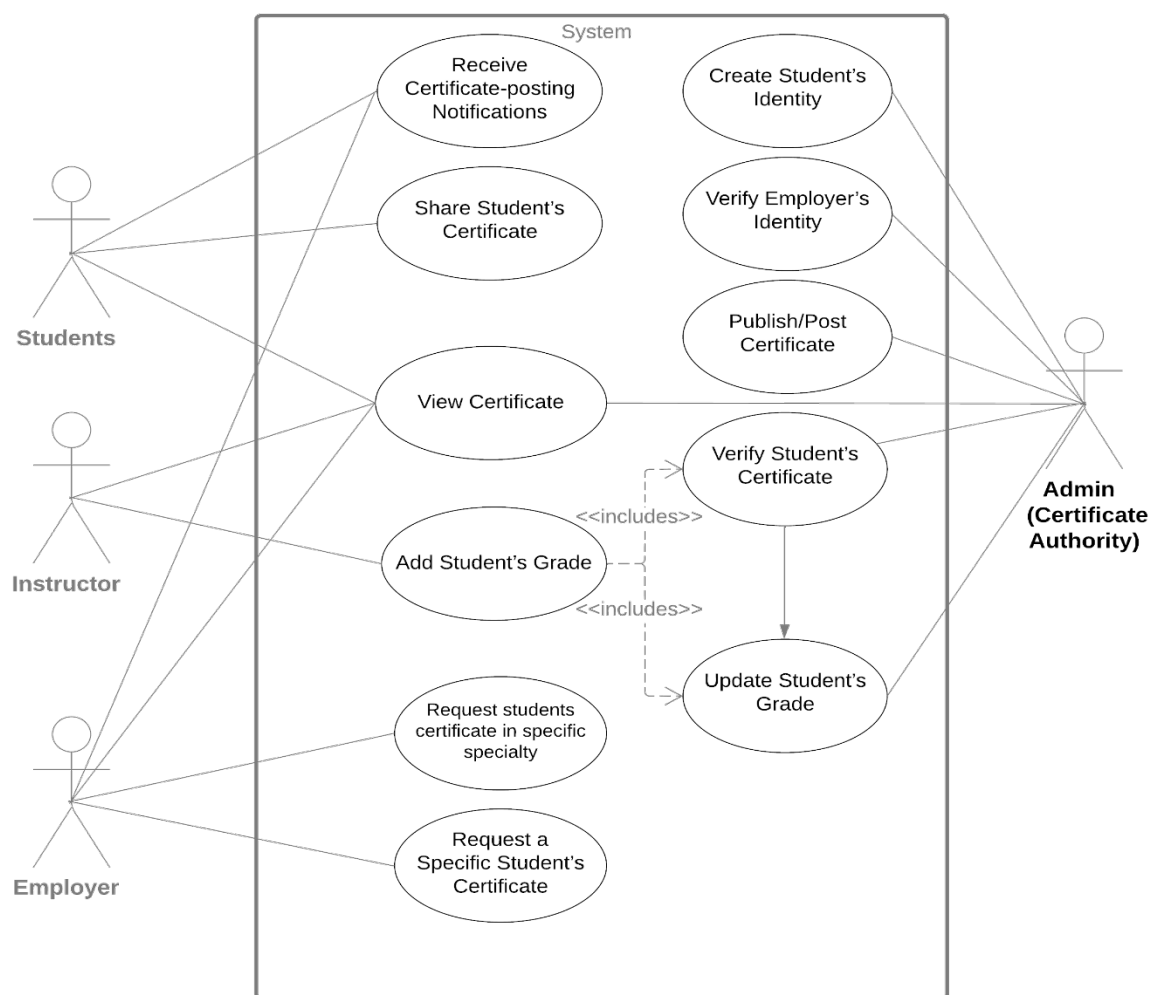 System
Receive
Certificate-posting
Notifications
Create Student's
Identity
Share Student's
Certificate
Verify Employer's
Identity
Students
Publish/Post
Certificate
View Certificate
Verify Student's
Certificate
Admin
(Certificate
Authority)
<<includes>>
Add Student's Grade
Instructor
<<includes>>
Update Student's
Grade
Request students
certificate in specific
specialty
Request a
Specific Student's
Certificate
Employer